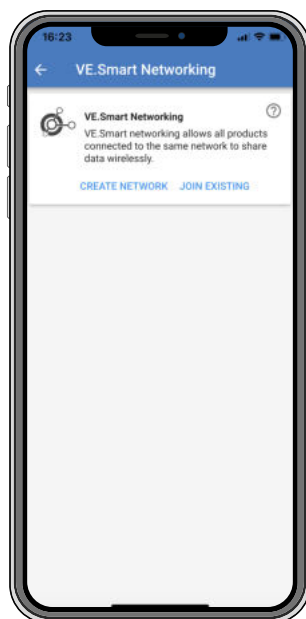 16:23
VE.Smart Networking
VE.Smart Networking
VE.Smart networking allows all products
connected to the same network to share
data wirelessly.
CREATE NETWORK JOIN EXISTING